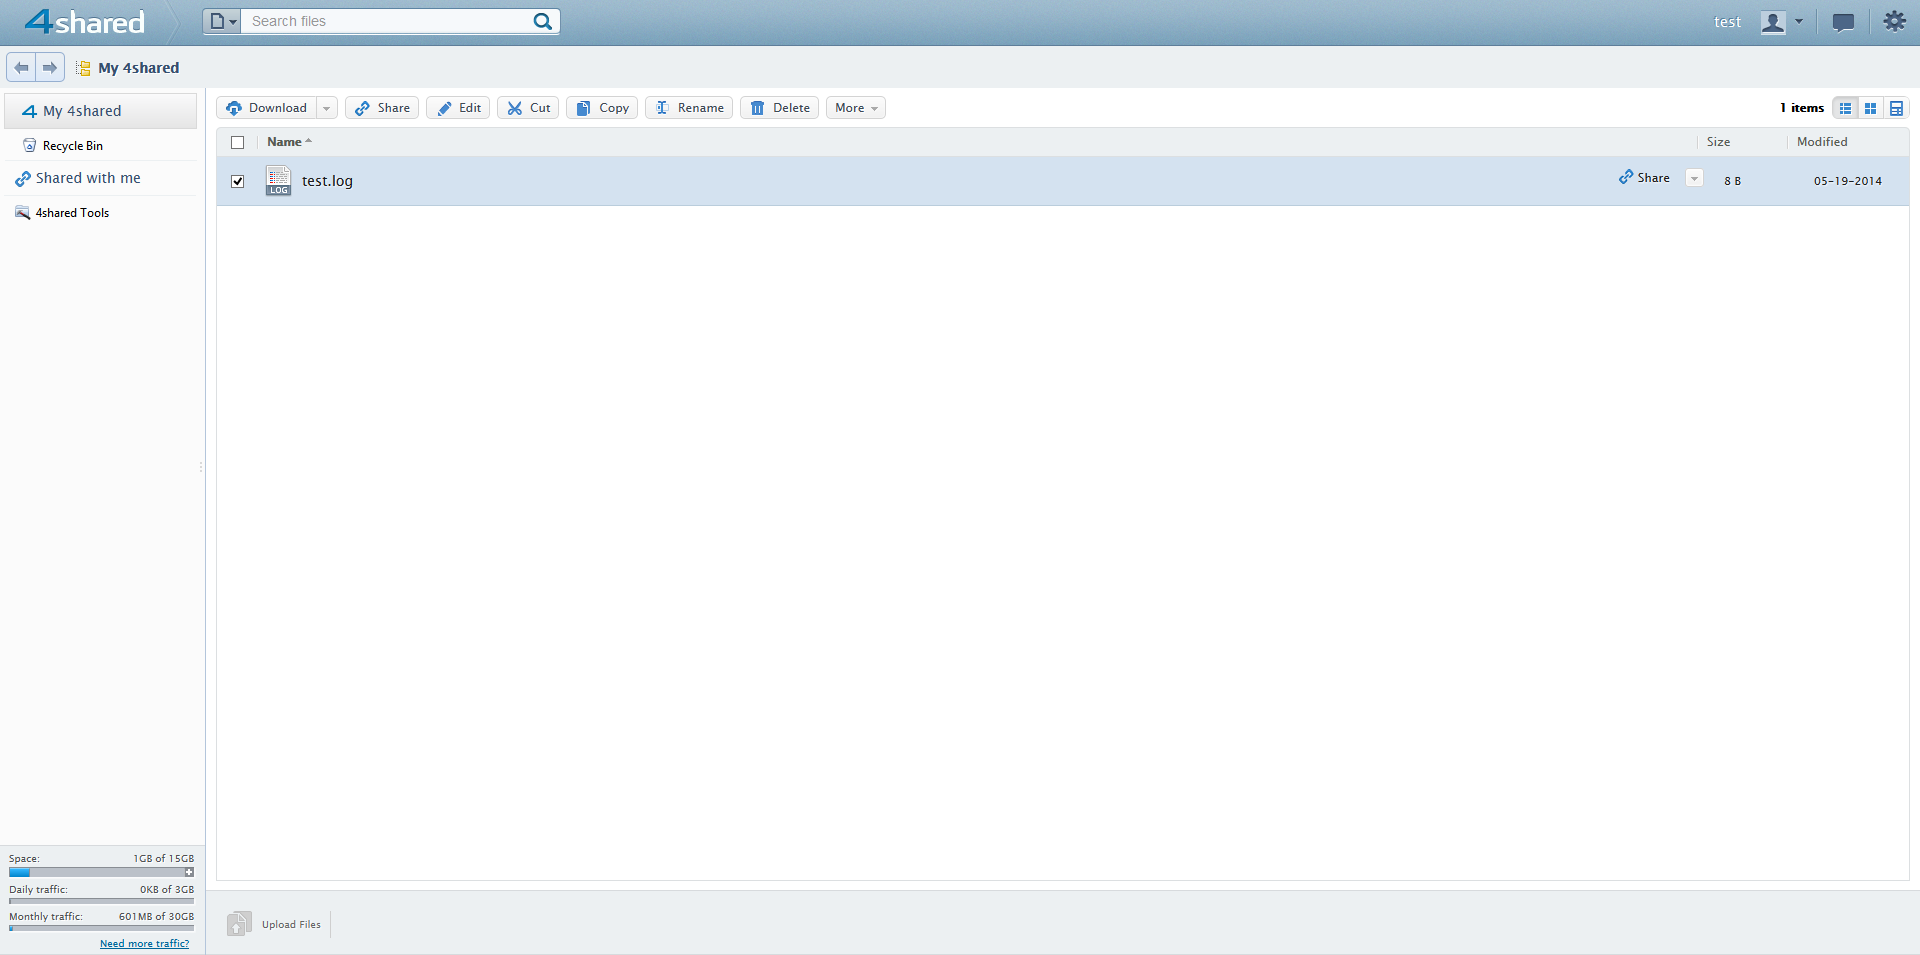 4shared
Search files
test
My 4shared
My 4shared
Recycle Bin
Shared with me
4shared Tools
Download Share Edit Cut Copy Rename Delete More
1 items
Name Size Modified
LOG test.log Share 8 B 05-19-2014
Space: 1GB of 15GB
Daily traffic: 0KB of 3GB
Monthly traffic: 601MB of 30GB
Need more traffic?
Upload Files